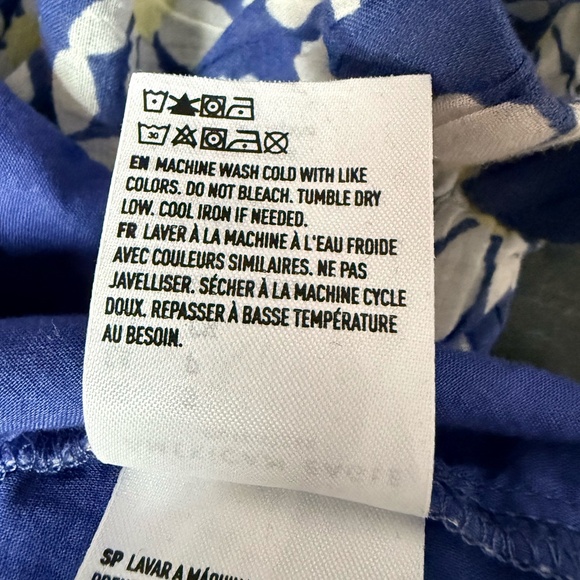 30
EN MACHINE WASH COLD WITH LIKE
COLORS. DO NOT BLEACH. TUMBLE DRY
LOW. COOL IRON IF NEEDED.
FR LAVER À LA MACHINE À L'EAU FROIDE
AVEC COULEURS SIMILAIRES. NE PAS
JAVELLISER. SÉCHER À LA MACHINE CYCLE
DOUX. REPASSER À BASSE TEMPÉRATURE
AU BESOIN.
SP LAVAR A